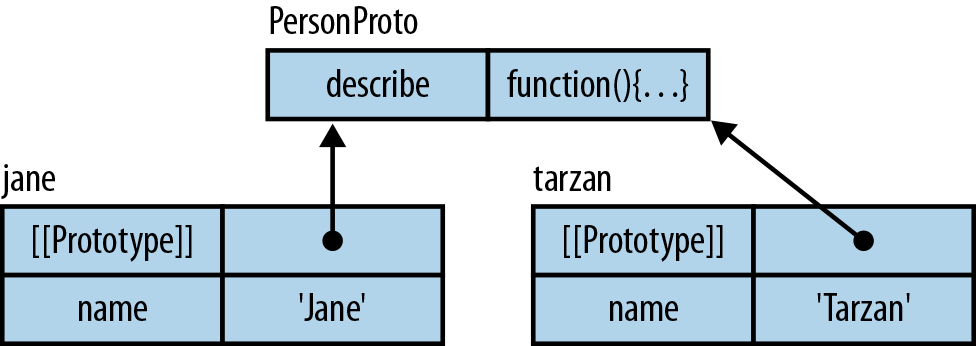 PersonProto
describe function(){...}
jane
[[Prototype]]
name 'Jane'
tarzan
[[Prototype]]
name 'Tarzan'